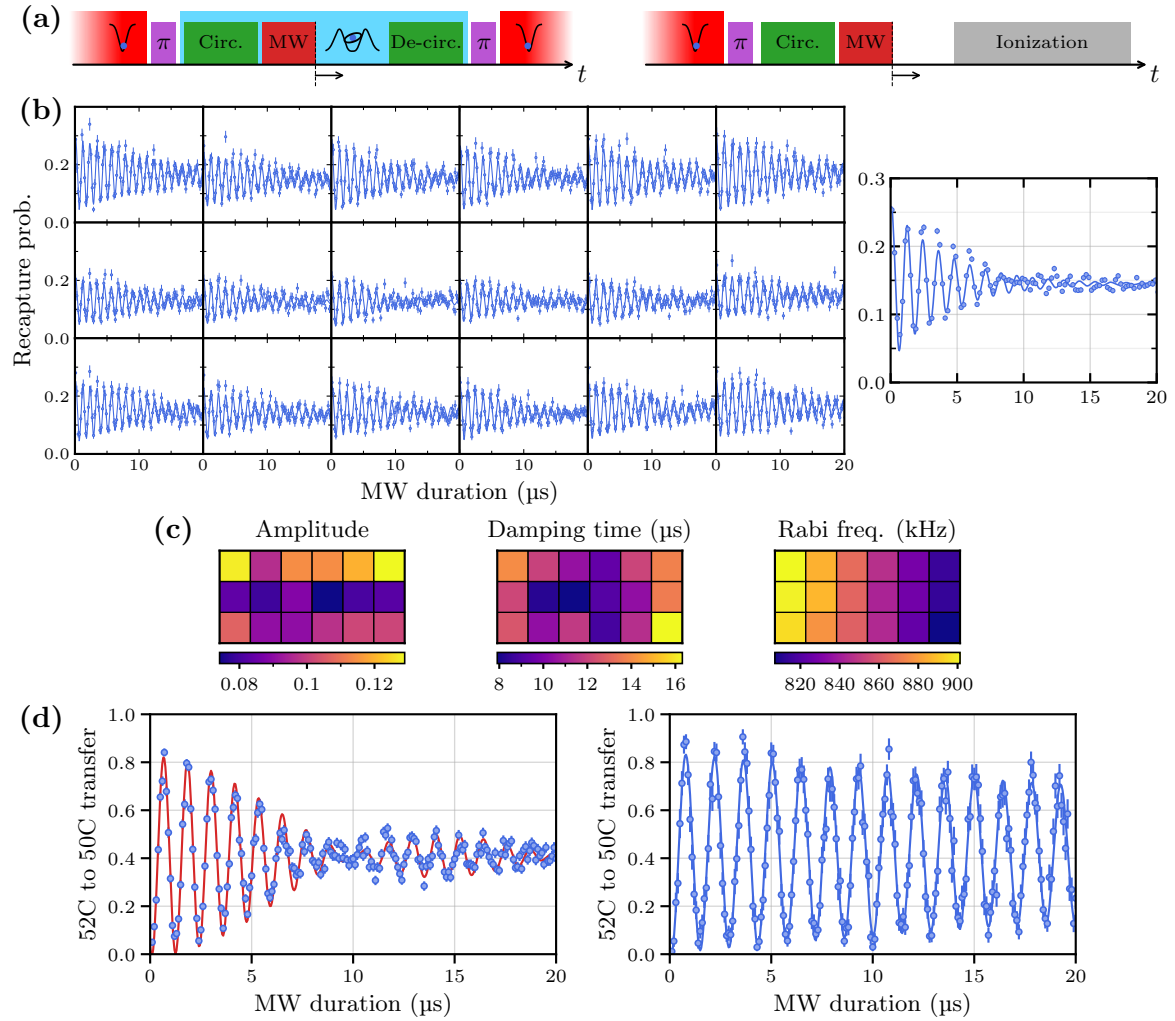 (a)
π Circ. MW De-circ. π t
π Circ. MW Ionization t
(b)
Recapture prob.
0.2
0.0
0.2
0.0
0.2
0.0
0 10 0 10 0 10 0 10 0 10 0 10 20
MW duration (µs)
0.3
0.2
0.1
0.0
0 5 10 15 20
(c)
Amplitude
0.08 0.1 0.12
Damping time (µs)
8 10 12 14 16
Rabi freq. (kHz)
820 840 860 880 900
(d)
52C to 50C transfer
1.0
0.8
0.6
0.4
0.2
0.0
0 5 10 15 20
MW duration (µs)
52C to 50C transfer
1.0
0.8
0.6
0.4
0.2
0.0
0 5 10 15 20
MW duration (µs)